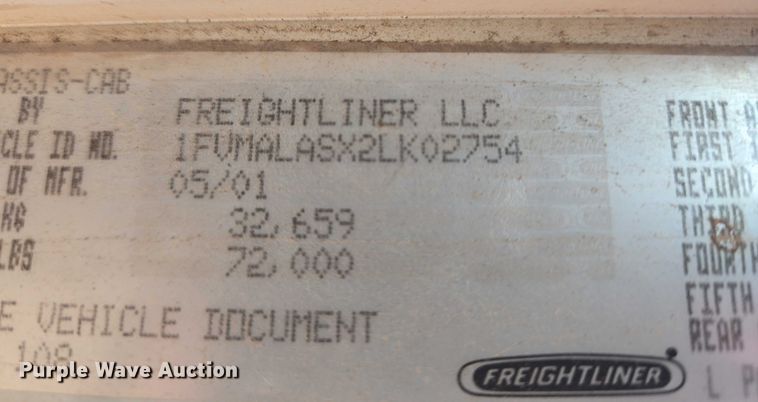 ASSIS-CAB
BY FREIGHTLINER LLC FRONT A
CLE ID NO. 1FVMALASX2LK02754 FIRST I
OF MFR. 05/01 SECOND
KG 32,659 THIRD
LBS 72,000 FOURTH
FIFTH
E VEHICLE DOCUMENT REAR
108
Purple Wave Auction
FREIGHTLINER L P